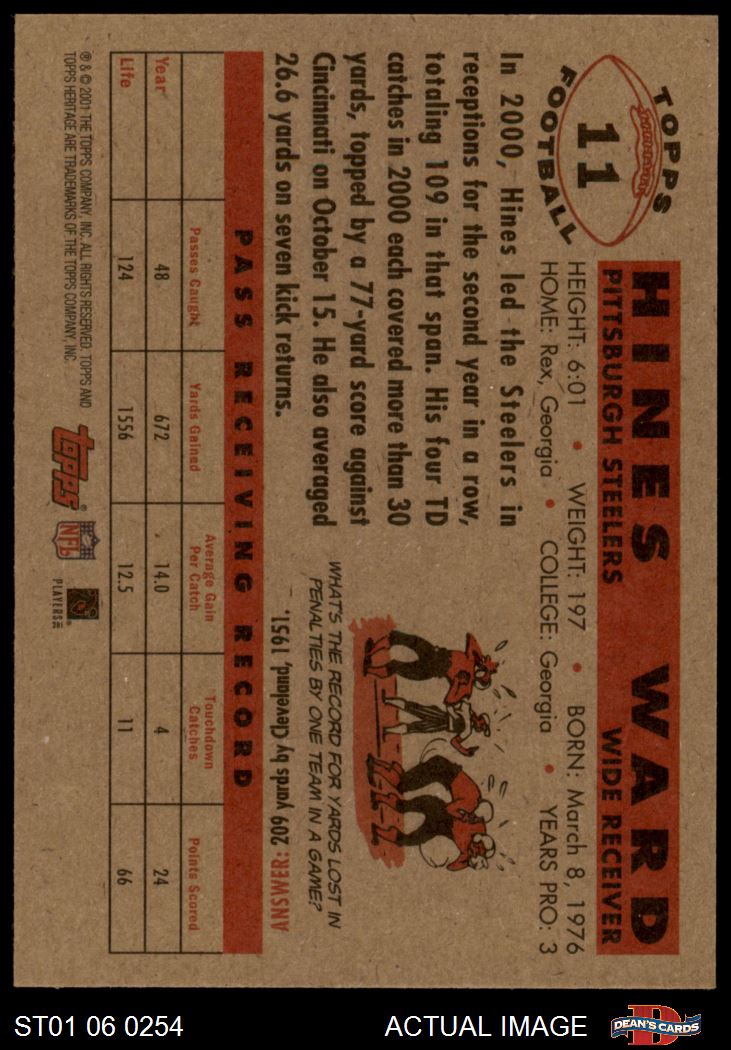 TOPPS
11
FOOTBALL
HINES WARD
PITTSBURGH STEELERS WIDE RECEIVER
HEIGHT: 6:01 • WEIGHT: 197 • BORN: March 8, 1976
HOME: Rex, Georgia • COLLEGE: Georgia • YEARS PRO: 3
In 2000, Hines led the Steelers in
receptions for the second year in a row,
totaling 109 in that span. His four TD
catches in 2000 each covered more than 30
yards, topped by a 77-yard score against
Cincinnati on October 15. He also averaged
26.6 yards on seven kick returns.
WHAT'S THE RECORD FOR YARDS LOST IN
PENALTIES BY ONE TEAM IN A GAME?
ANSWER: 209 yards by Cleveland, 1951.
PASS RECEIVING RECORD
Passes Caught Yards Gained Average Gain Per Catch Touchdown Catches Points Scored
Year 48 672 14.0 4 24
Life 124 1556 12.5 11 66
® & © 2001 THE TOPPS COMPANY, INC. ALL RIGHTS RESERVED. TOPPS AND
TOPPS HERITAGE ARE TRADEMARKS OF THE TOPPS COMPANY, INC.
topps®
NFL
PLAYERS
ST01 06 0254 ACTUAL IMAGE DEAN'S CARDS